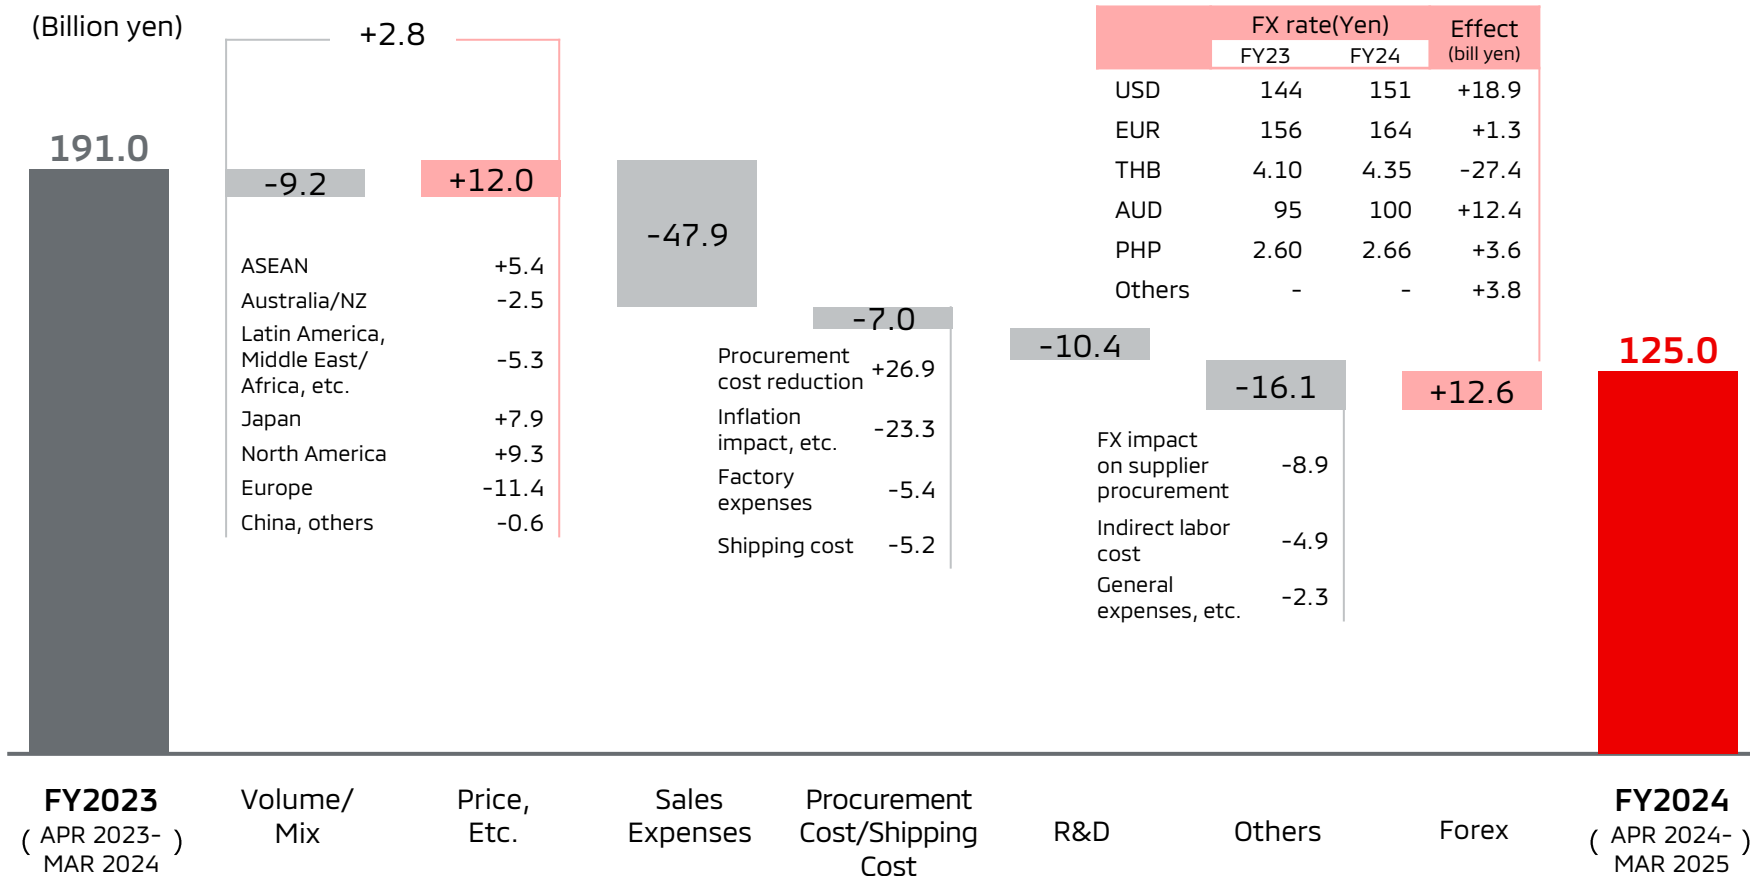 (Billion yen)
+2.8
FX rate(Yen) Effect
FY23 FY24 (bill yen)
USD 144 151 +18.9
EUR 156 164 +1.3
THB 4.10 4.35 -27.4
AUD 95 100 +12.4
PHP 2.60 2.66 +3.6
Others - - +3.8
191.0
-9.2
+12.0
ASEAN +5.4
Australia/NZ -2.5
Latin America,
Middle East/ -5.3
Africa, etc.
Japan +7.9
North America +9.3
Europe -11.4
China, others -0.6
-47.9
-7.0
Procurement
cost reduction +26.9
Inflation
impact, etc. -23.3
Factory
expenses -5.4
Shipping cost -5.2
-10.4
-16.1
FX impact
on supplier -8.9
procurement
Indirect labor
cost -4.9
General
expenses, etc. -2.3
+12.6
125.0
FY2023
( APR 2023- )
MAR 2024
Volume/
Mix
Price,
Etc.
Sales
Expenses
Procurement
Cost/Shipping
Cost
R&D
Others
Forex
FY2024
( APR 2024- )
MAR 2025